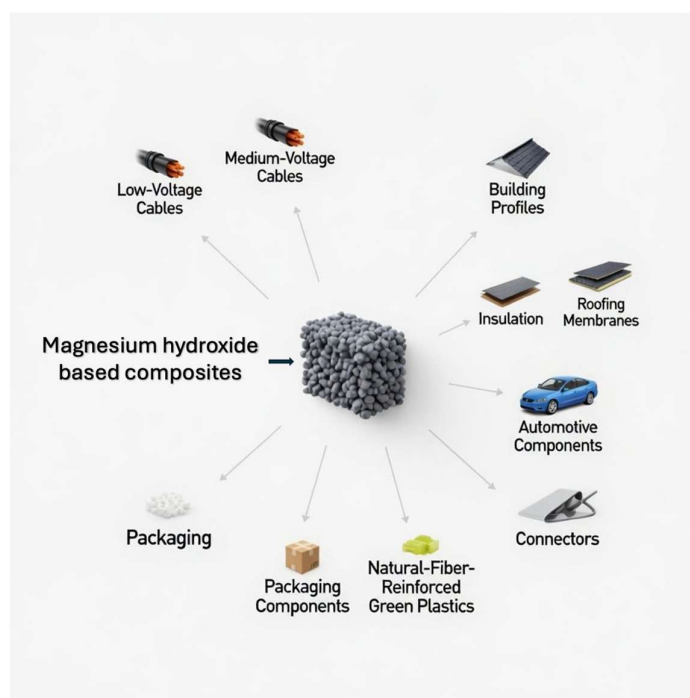 Medium-Voltage
Cables
Low-Voltage
Cables
Building
Profiles
Insulation
Roofing
Membranes
Magnesium hydroxide
based composites
Automotive
Components
Packaging
Connectors
Packaging
Components
Natural-Fiber-
Reinforced
Green Plastics